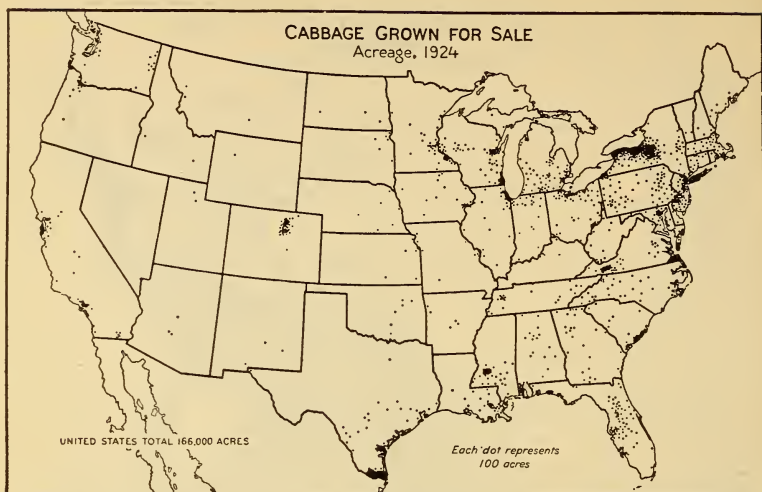 CABBAGE GROWN FOR SALE
Acreage, 1924
UNITED STATES TOTAL 166,000 ACRES
Each dot represents
100 acres